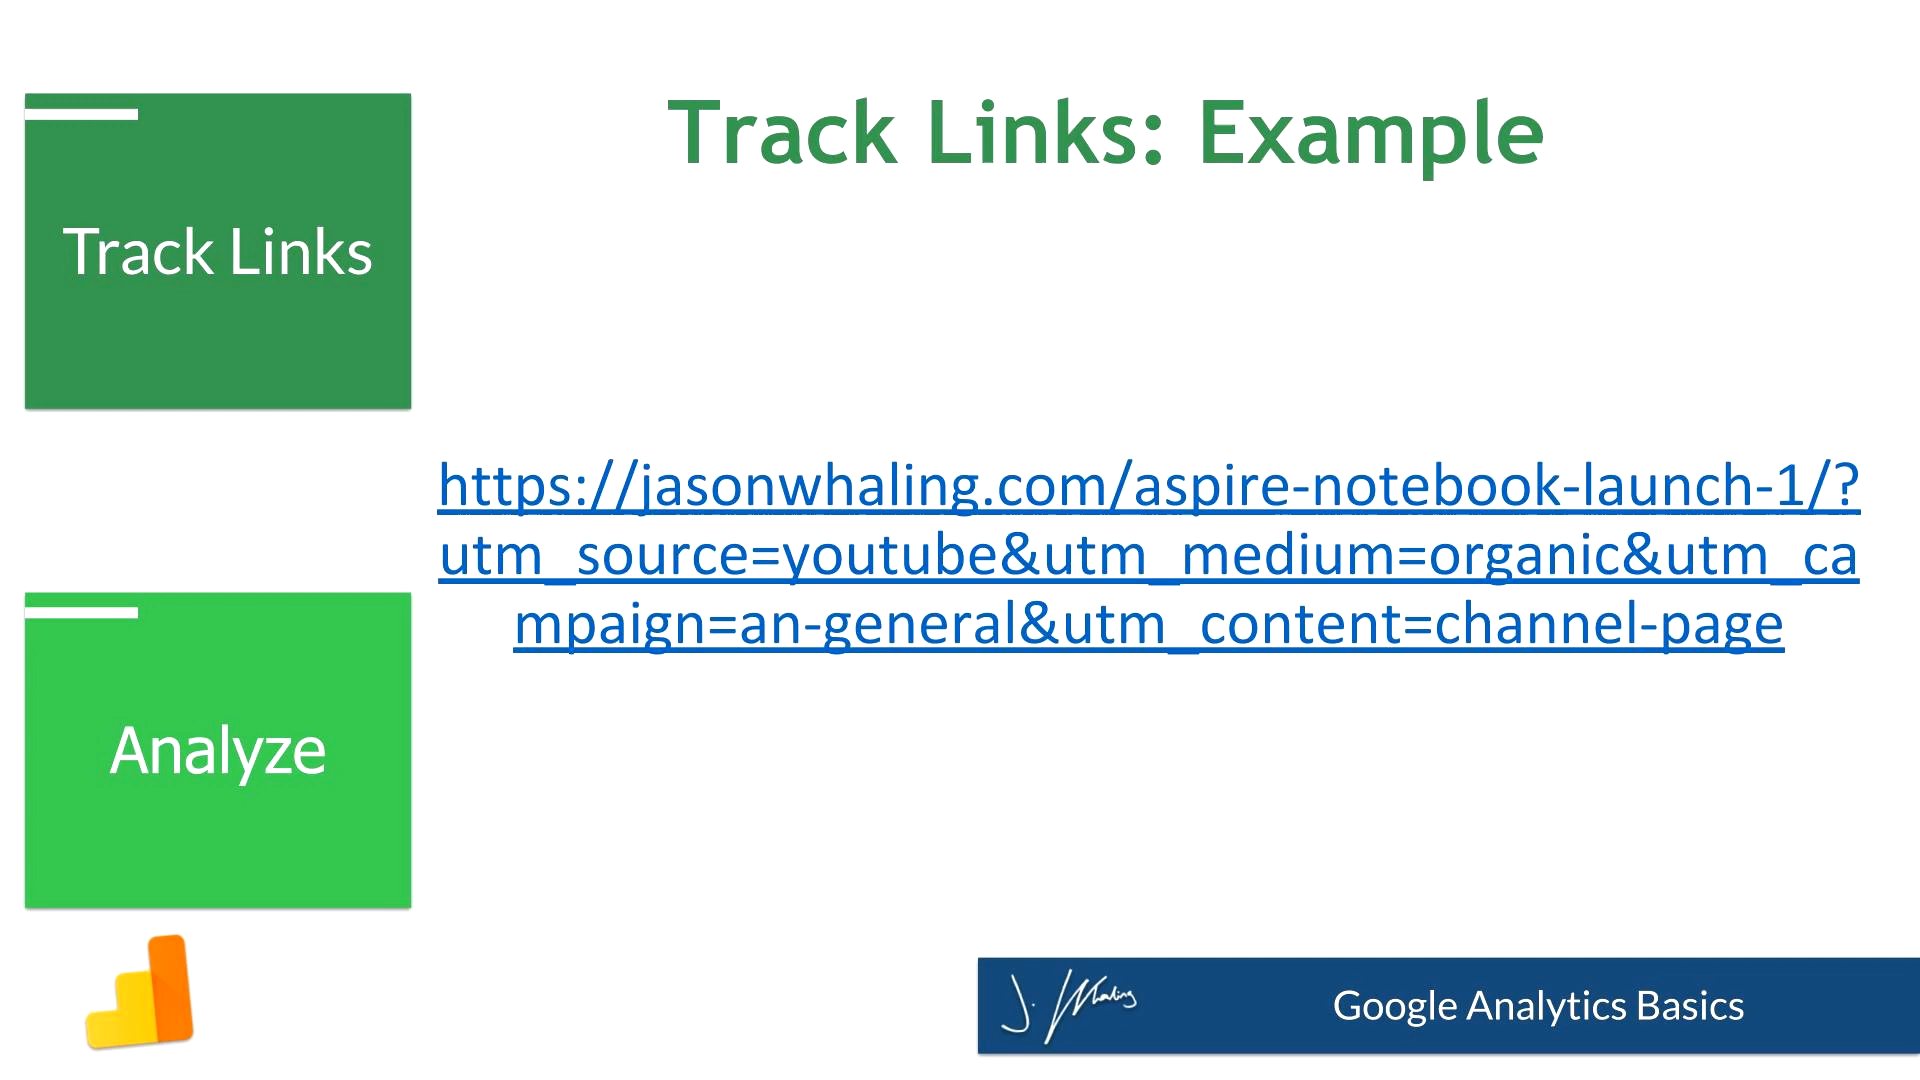 Track Links: Example
Track Links
https://jasonwhaling.com/aspire-notebook-launch-1/?
utm_source=youtube&utm_medium=organic&utm_ca
mpaign=an-general&utm_content=channel-page
Analyze
J. Whaling
Google Analytics Basics